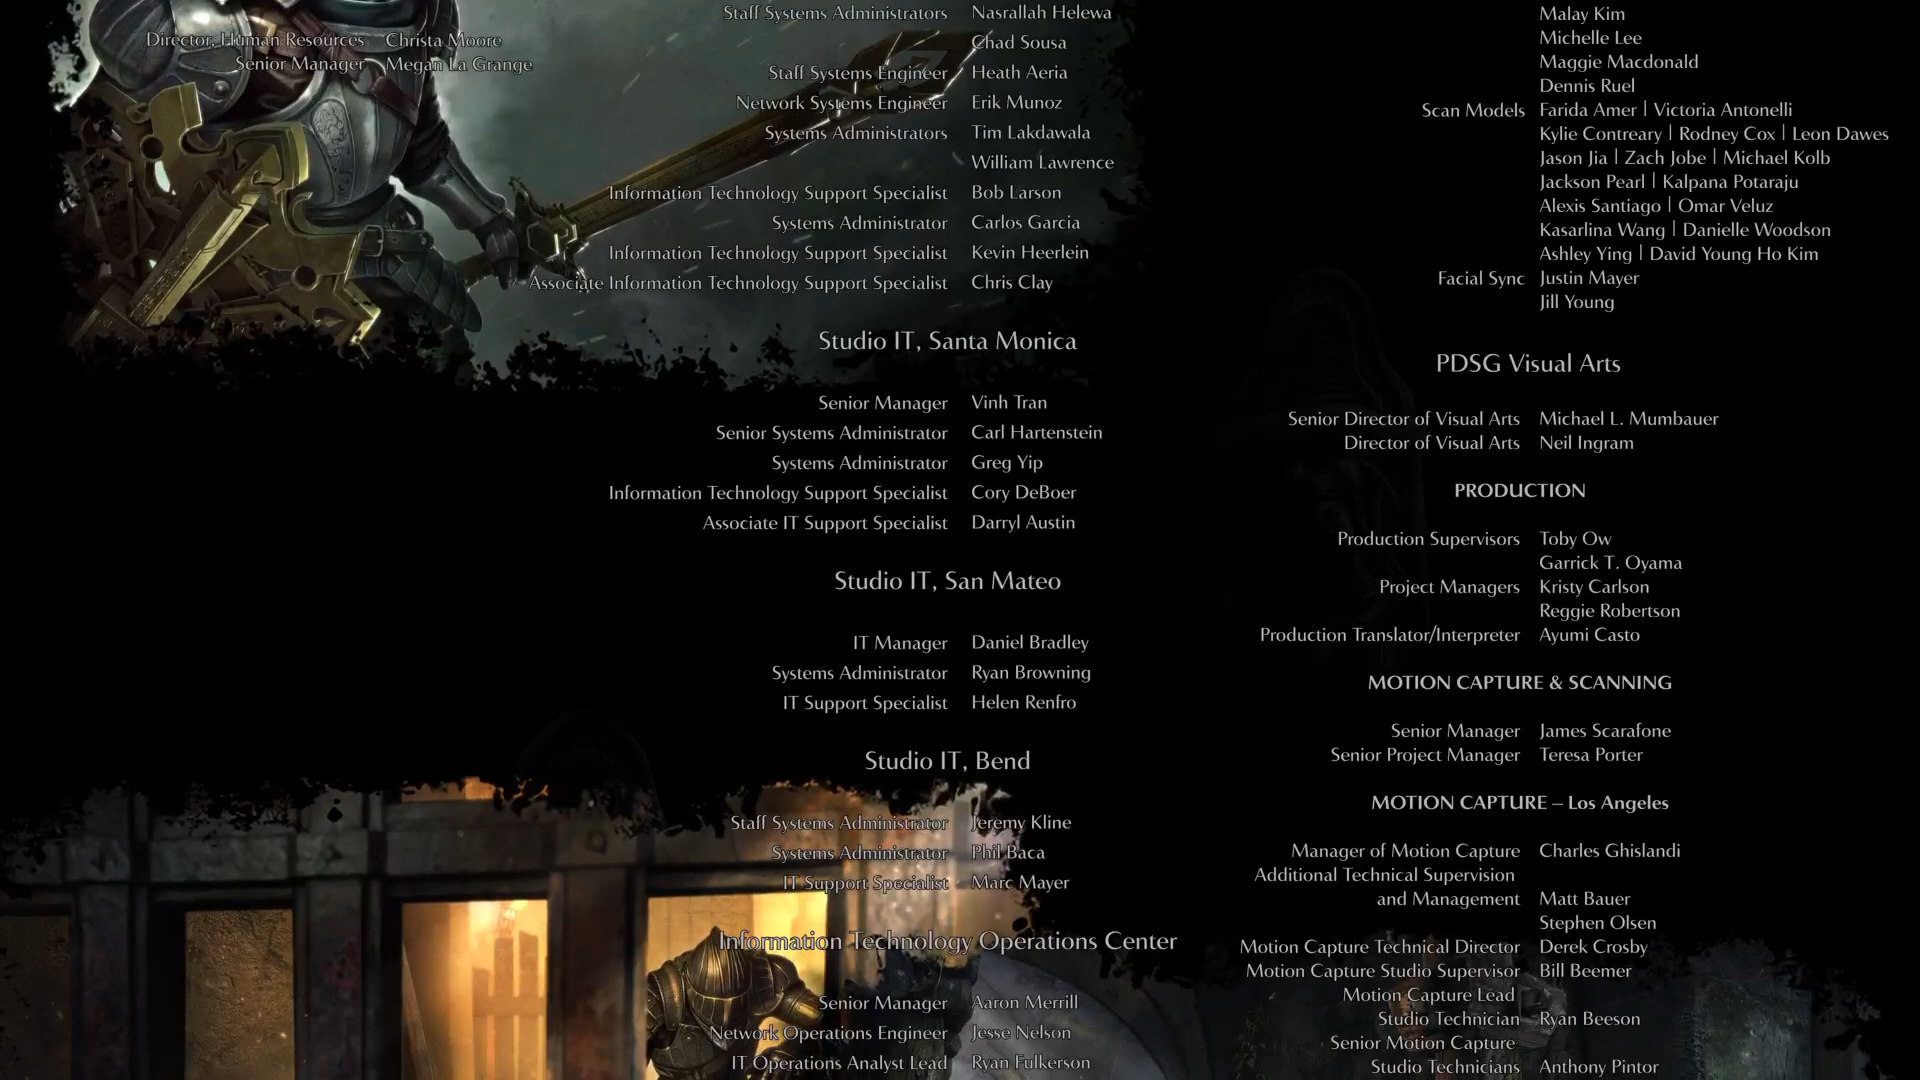 Director, Human Resources Christa Moore
Senior Manager Megan La Grange
Staff Systems Administrators Nasrallah Helewa
Chad Sousa
Staff Systems Engineer Heath Aeria
Network Systems Engineer Erik Munoz
Systems Administrators Tim Lakdawala
William Lawrence
Information Technology Support Specialist Bob Larson
Systems Administrator Carlos Garcia
Information Technology Support Specialist Kevin Heerlein
Associate Information Technology Support Specialist Chris Clay
Studio IT, Santa Monica
Senior Manager Vinh Tran
Senior Systems Administrator Carl Hartenstein
Systems Administrator Greg Yip
Information Technology Support Specialist Cory DeBoer
Associate IT Support Specialist Darryl Austin
Studio IT, San Mateo
IT Manager Daniel Bradley
Systems Administrator Ryan Browning
IT Support Specialist Helen Renfro
Studio IT, Bend
Staff Systems Administrator Jeremy Kline
Systems Administrator Phil Baca
IT Support Specialist Marc Mayer
Information Technology Operations Center
Senior Manager Aaron Merrill
Network Operations Engineer Jesse Nelson
IT Operations Analyst Lead Ryan Fulkerson
Malay Kim
Michelle Lee
Maggie Macdonald
Dennis Ruel
Scan Models Farida Amer | Victoria Antonelli
Kylie Contreary | Rodney Cox | Leon Dawes
Jason Jia | Zach Jobe | Michael Kolb
Jackson Pearl | Kalpana Potaraju
Alexis Santiago | Omar Veluz
Kasarlina Wang | Danielle Woodson
Ashley Ying | David Young Ho Kim
Facial Sync Justin Mayer
Jill Young
PDSG Visual Arts
Senior Director of Visual Arts Michael L. Mumbauer
Director of Visual Arts Neil Ingram
PRODUCTION
Production Supervisors Toby Ow
Garrick T. Oyama
Project Managers Kristy Carlson
Reggie Robertson
Production Translator/Interpreter Ayumi Casto
MOTION CAPTURE & SCANNING
Senior Manager James Scarafone
Senior Project Manager Teresa Porter
MOTION CAPTURE – Los Angeles
Manager of Motion Capture Charles Ghislandi
Additional Technical Supervision
and Management Matt Bauer
Stephen Olsen
Motion Capture Technical Director Derek Crosby
Motion Capture Studio Supervisor Bill Beemer
Motion Capture Lead
Studio Technician Ryan Beeson
Senior Motion Capture
Studio Technicians Anthony Pintor